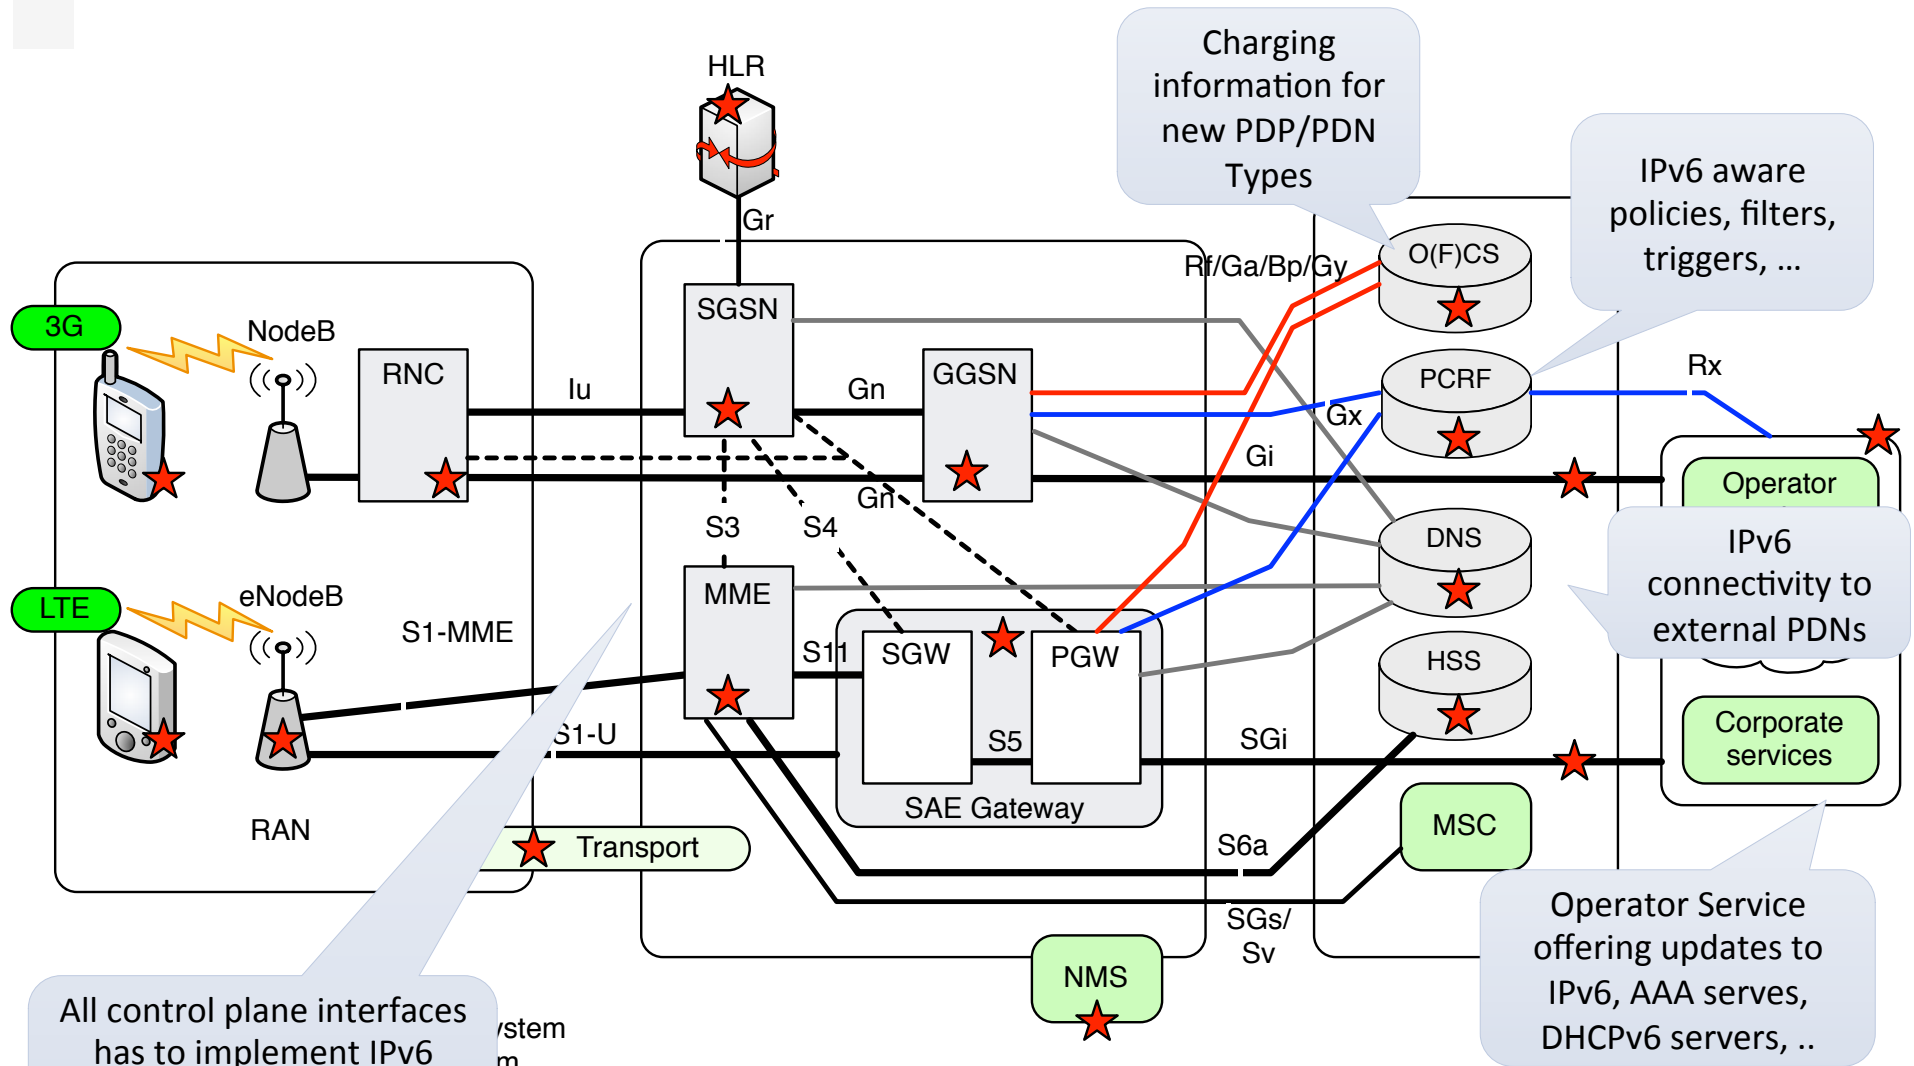 Charging
information for
new PDP/PDN
Types
HLR
IPv6 aware
policies, filters,
triggers, ...
Gr
Rf/Ga/Bp/Gy
O(F)CS
3G
NodeB
SGSN
RNC
Iu
Gn
GGSN
PCRF
Rx
Gx
Gi
Gn
Operator
S3
S4
DNS
IPv6
connectivity to
external PDNs
LTE
eNodeB
S1-MME
MME
S11
SGW
PGW
HSS
S1-U
S5
SGi
Corporate
services
SAE Gateway
RAN
Transport
MSC
S6a
SGs/
Sv
NMS
Operator Service
offering updates to
IPv6, AAA serves,
DHCPv6 servers, ..
All control plane interfaces
has to implement IPv6
ystem